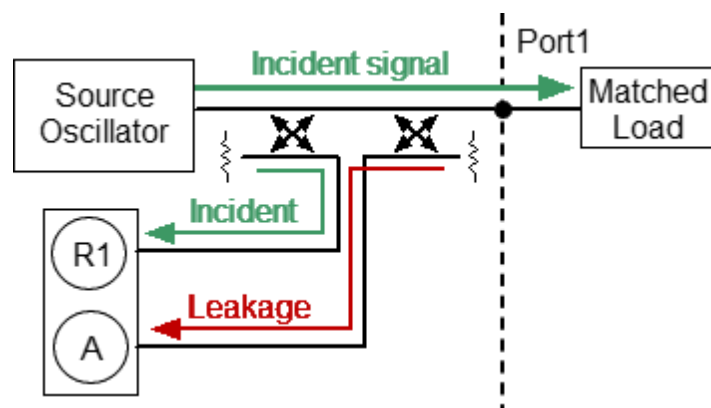 Port1
Incident signal
Source
Oscillator
Matched
Load
Incident
R1
Leakage
A